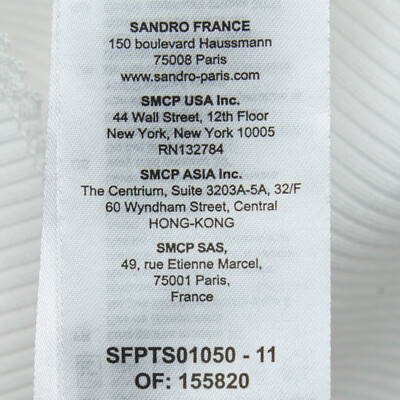 SANDRO FRANCE
150 boulevard Haussmann
75008 Paris
www.sandro-paris.com
SMCP USA Inc.
44 Wall Street, 12th Floor
New York, New York 10005
RN132784
SMCP ASIA Inc.
The Centrium, Suite 3203A-5A, 32/F
60 Wyndham Street, Central
HONG-KONG
SMCP SAS,
49, rue Etienne Marcel,
75001 Paris,
France
SFPTS01050 - 11
OF: 155820